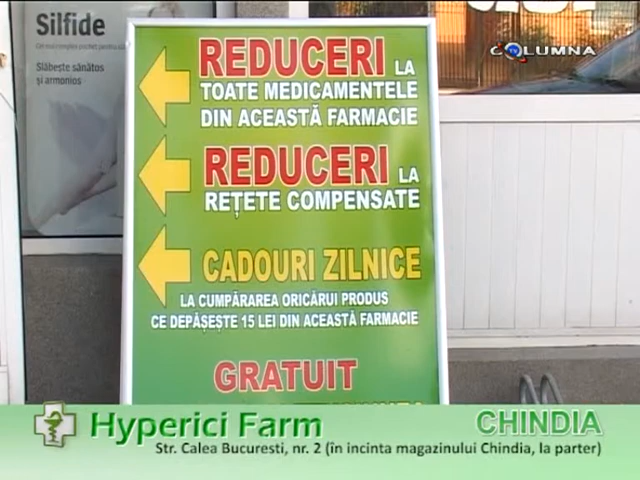 Silfide
Slăbește sănătos
și armonios
COLUMNA
TV
REDUCERI LA
TOATE MEDICAMENTELE
DIN ACEASTĂ FARMACIE
REDUCERI LA
REȚETE COMPENSATE
CADOURI ZILNICE
LA CUMPĂRAREA ORICĂRUI PRODUS
CE DEPĂȘEȘTE 15 LEI DIN ACEASTĂ FARMACIE
GRATUIT
Hyperici Farm
CHINDIA
Str. Calea Bucuresti, nr. 2 (în incinta magazinului Chindia, la parter)